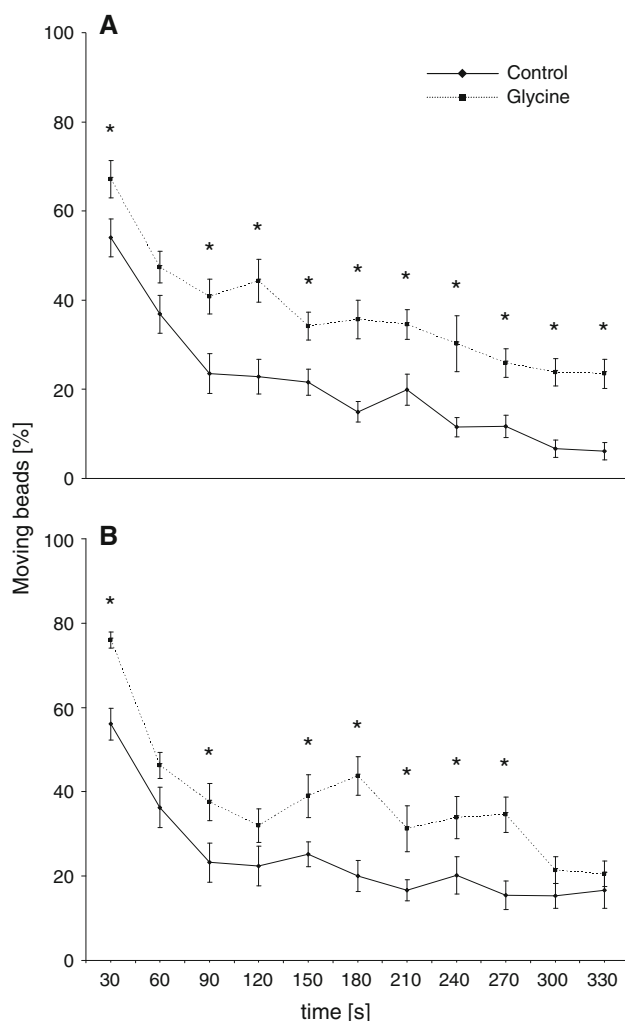 A
100
80
60
40
20
0
Control
Glycine
* * * * * * * * * *
Moving beads [%]
B
100
80
60
40
20
0
* * * * * * *
30 60 90 120 150 180 210 240 270 300 330
time [s]